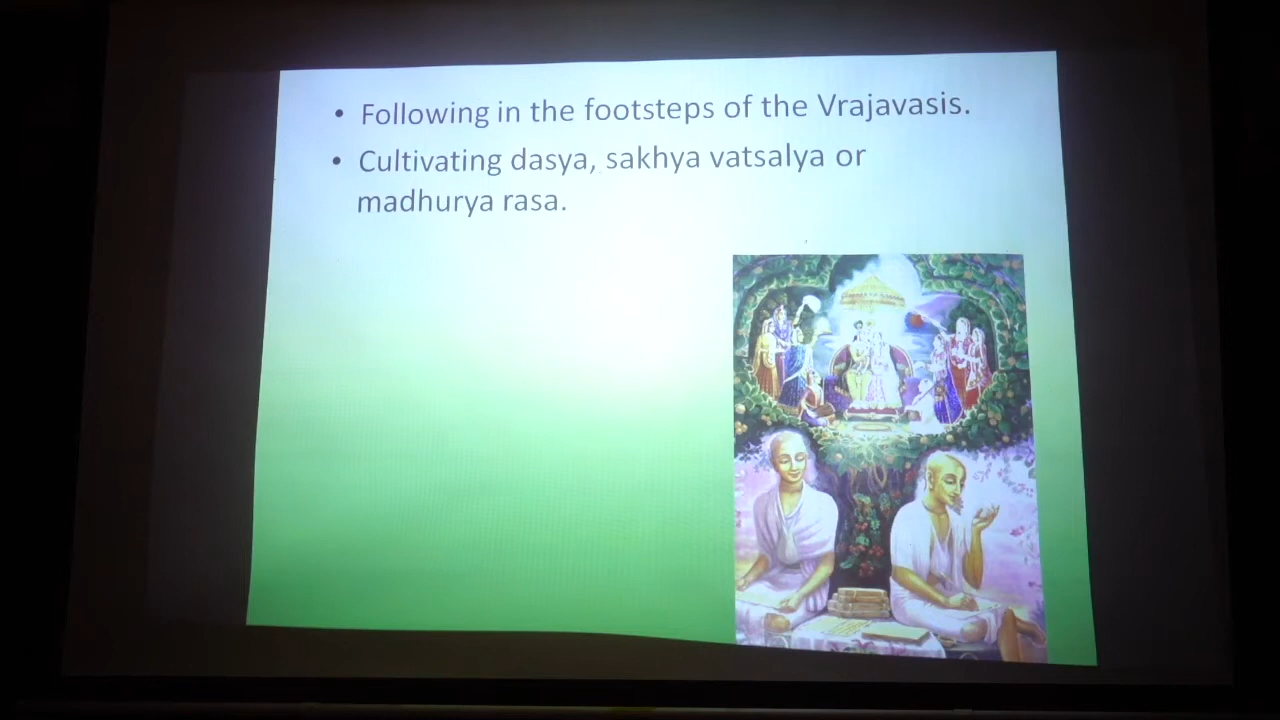 • Following in the footsteps of the Vrajavasis.
• Cultivating dasya, sakhya vatsalya or
madhurya rasa.